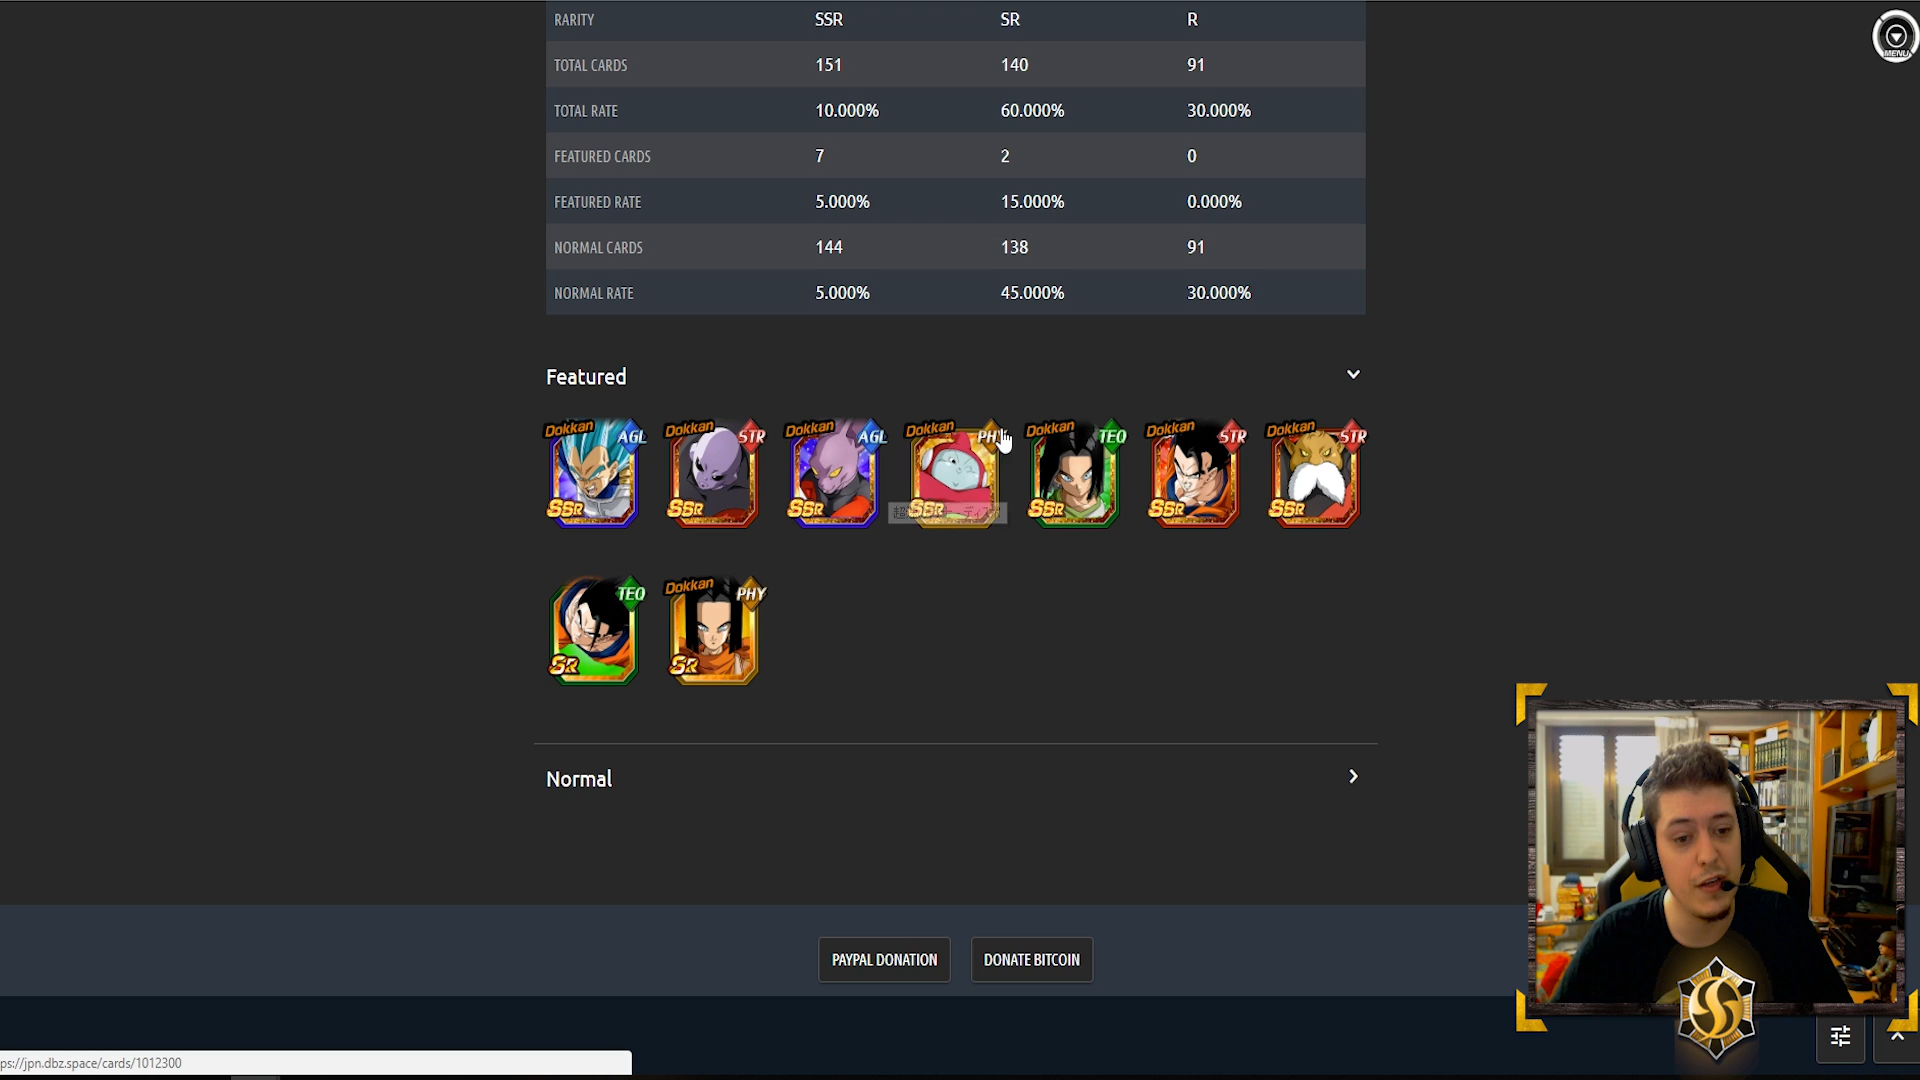 RARITY SSR SR R
TOTAL CARDS 151 140 91
TOTAL RATE 10.000% 60.000% 30.000%
FEATURED CARDS 7 2 0
FEATURED RATE 5.000% 15.000% 0.000%
NORMAL CARDS 144 138 91
NORMAL RATE 5.000% 45.000% 30.000%
MENU
Featured
Dokkan AGL Dokkan STR Dokkan AGL Dokkan PHY Dokkan TEQ Dokkan STR Dokkan STR
SSR SSR SSR SSR SSR SSR SSR
TEQ Dokkan PHY
SR SR
Normal
PAYPAL DONATION DONATE BITCOIN
ps://jpn.dbz.space/cards/1012300